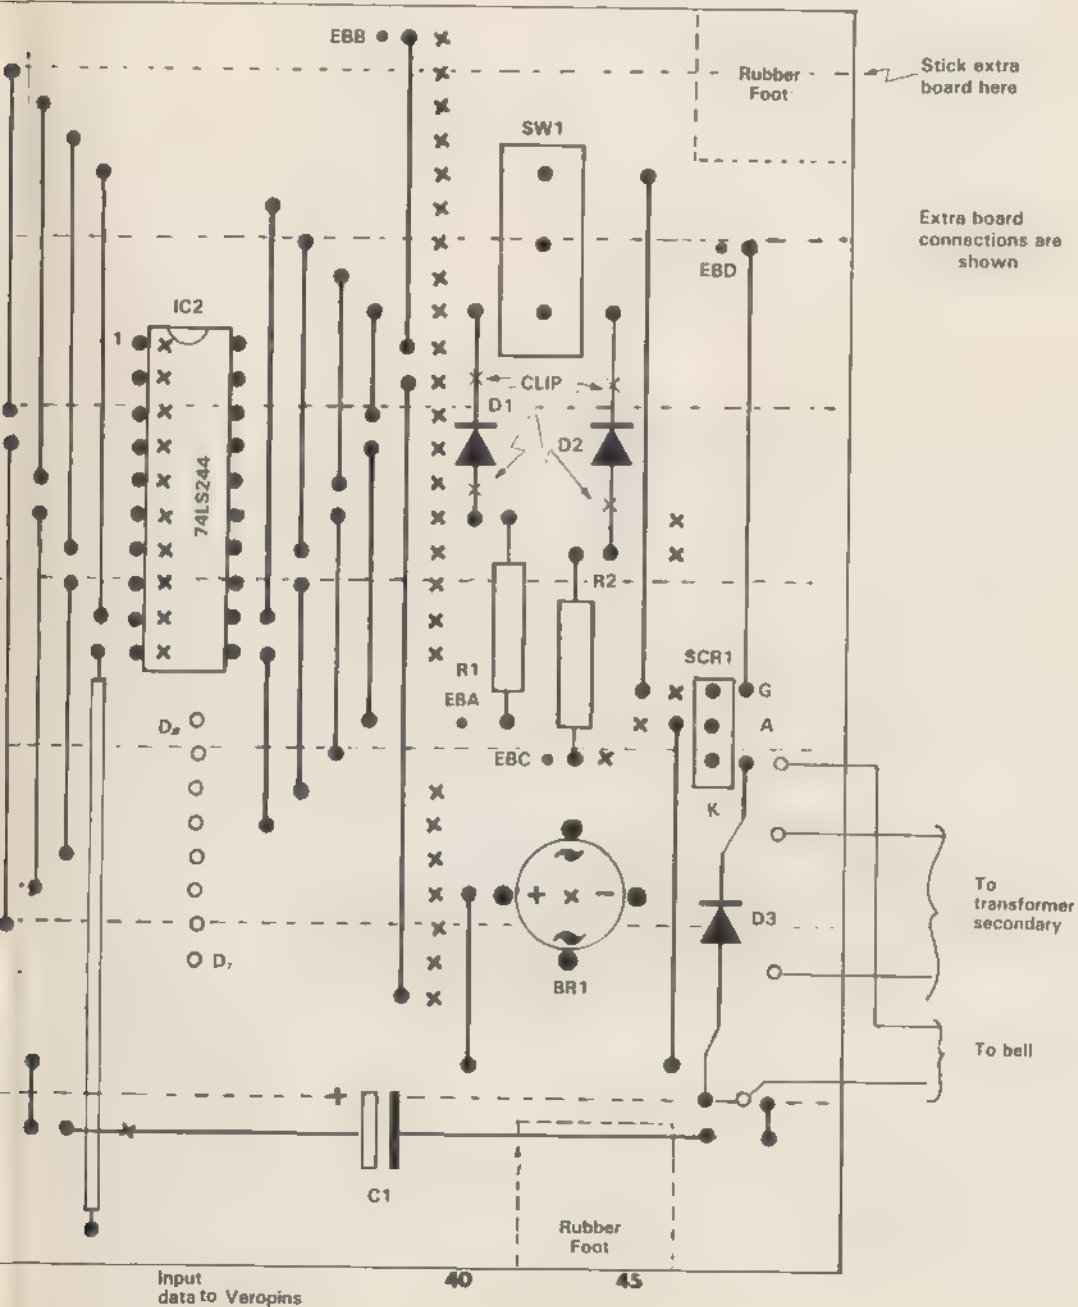 EBB
Rubber
Foot
Stick extra
board here
SW1
Extra board
connections are
shown
EBD
IC2
1
CLIP
D1
D2
74LS244
R2
R1
SCR1
EBA
G
A
EBC
K
D₇
+
-
D3
To
transformer
secondary
BR1
To bell
+
C1
Rubber
Foot
Input
data to Veropins
40
45